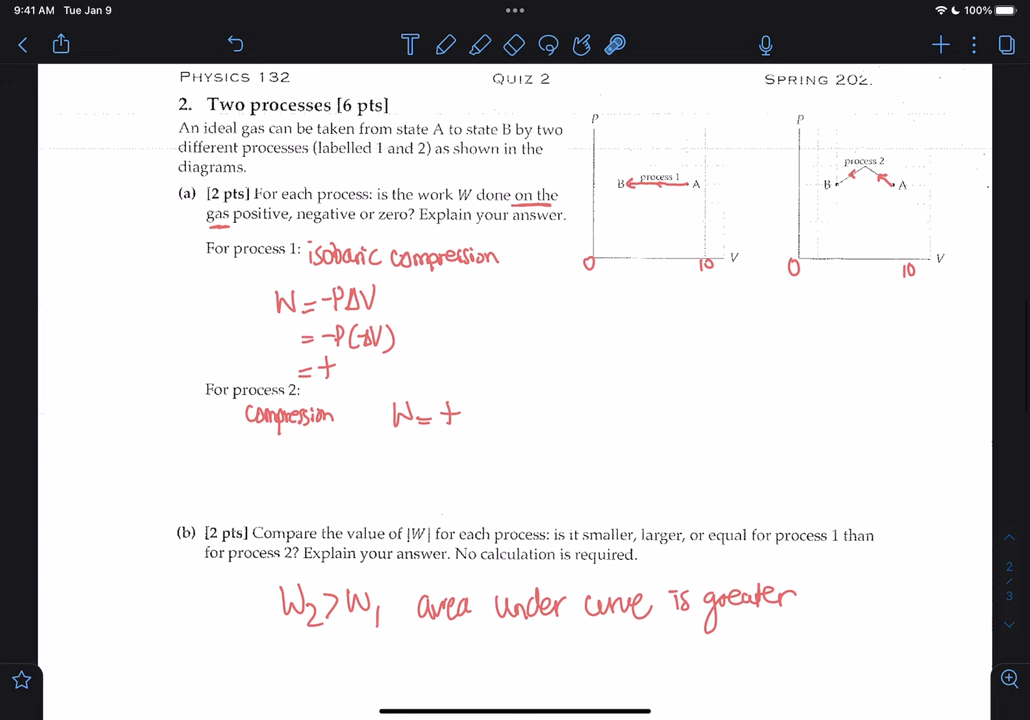 9:41 AM Tue Jan 9
100%
PHYSICS 132 QUIZ 2 SPRING 202.
2. Two processes [6 pts]
An ideal gas can be taken from state A to state B by two
different processes (labelled 1 and 2) as shown in the
diagrams.
(a) [2 pts] For each process: is the work W done on the
gas positive, negative or zero? Explain your answer.
P
process 1
B A
0 10 V
P
process 2
B A
0 10 V
For process 1: isobaric compression
W = -PΔV
= -P(-ΔV)
= +
For process 2:
compression W = +
(b) [2 pts] Compare the value of |W| for each process: is it smaller, larger, or equal for process 1 than
for process 2? Explain your answer. No calculation is required.
W₂ > W₁ area under curve is greater
2
/
3